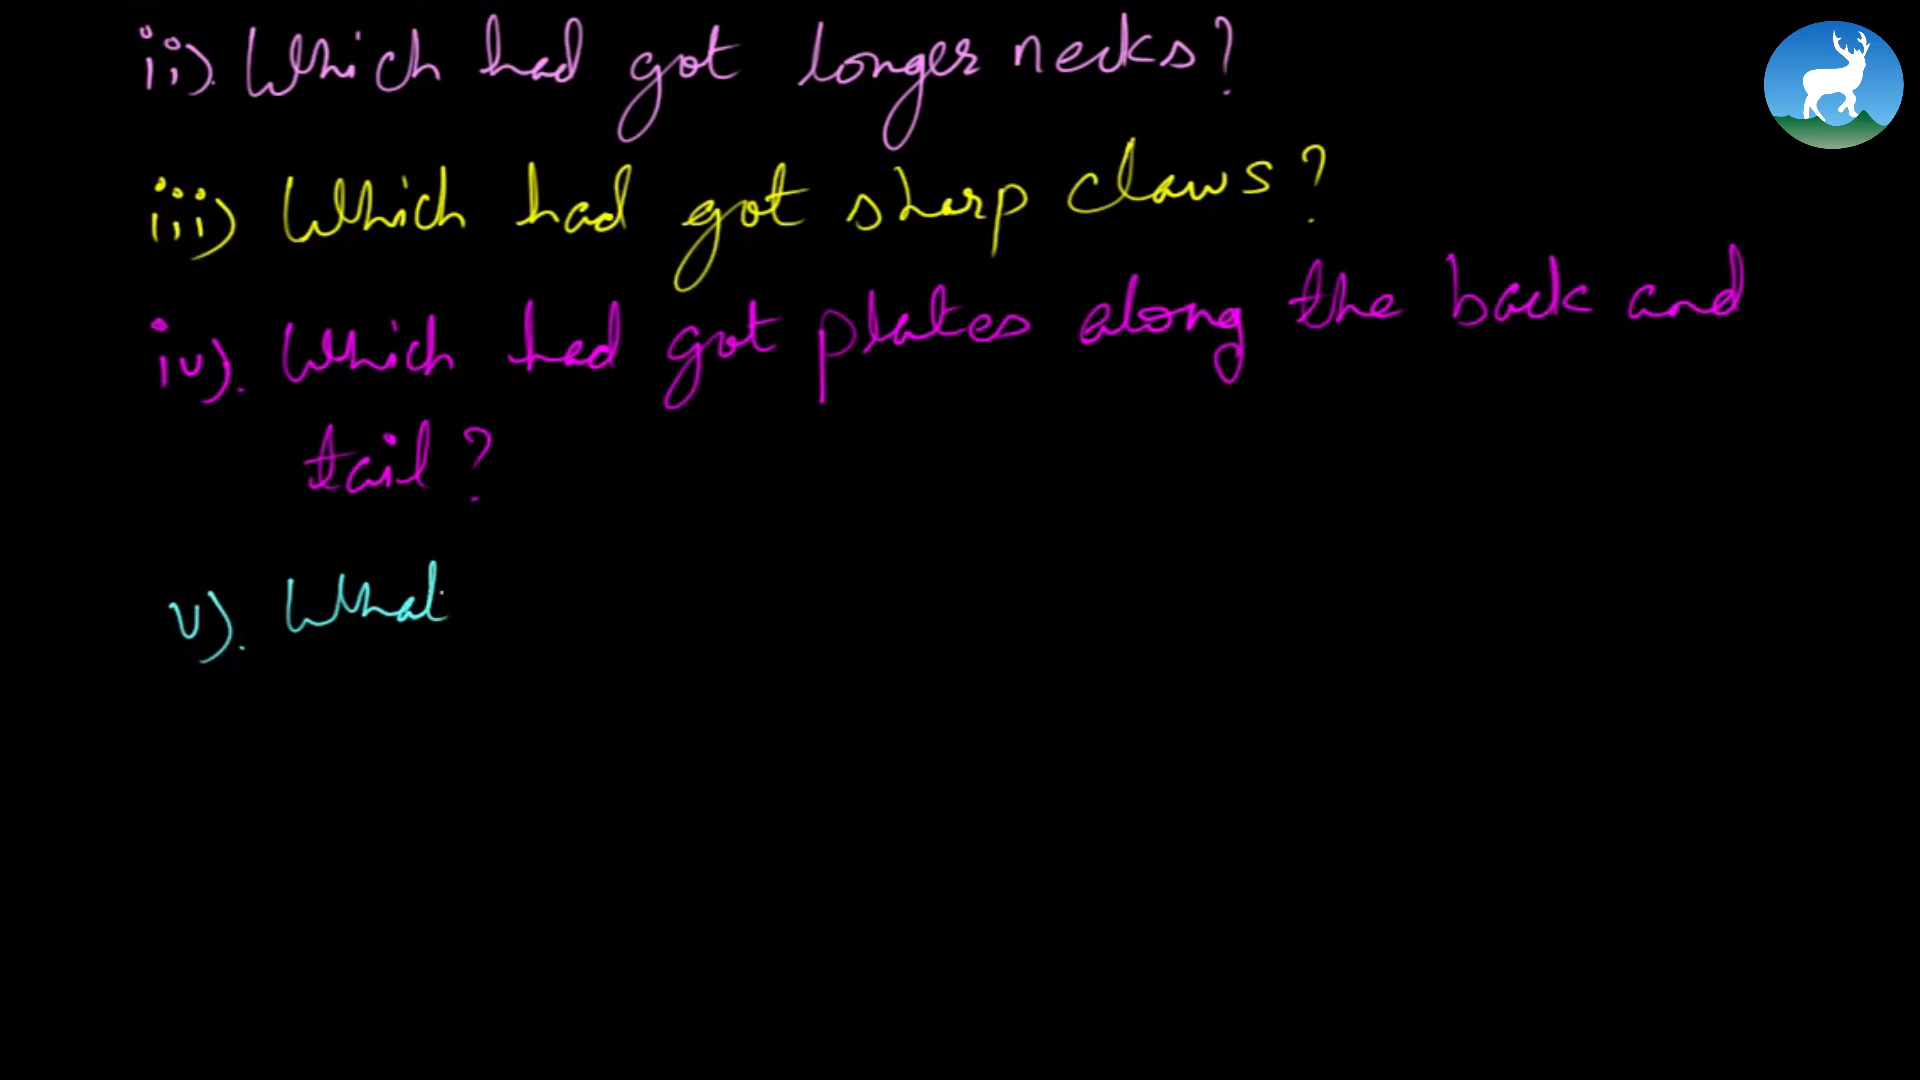 ii). Which had got longer necks?
iii) Which had got sharp claws?
iv). Which had got plates along the back and
tail?
v). What